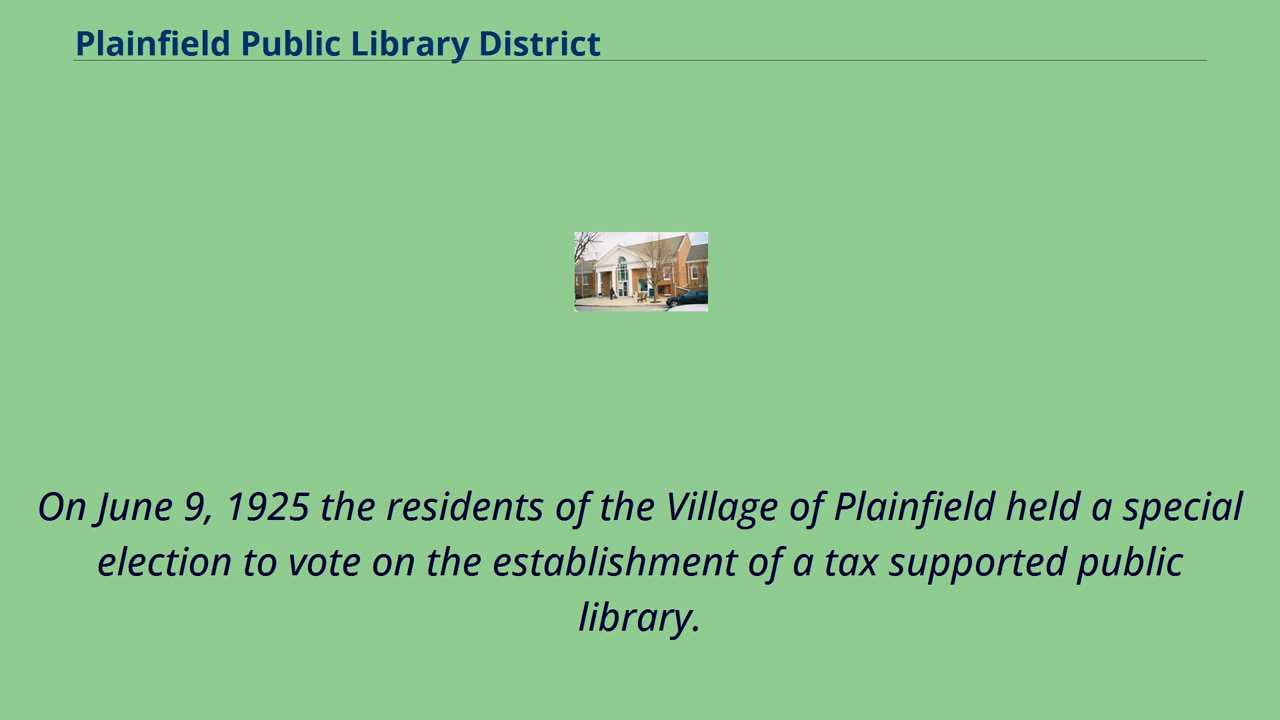 Plainfield Public Library District
On June 9, 1925 the residents of the Village of Plainfield held a special
election to vote on the establishment of a tax supported public
library.